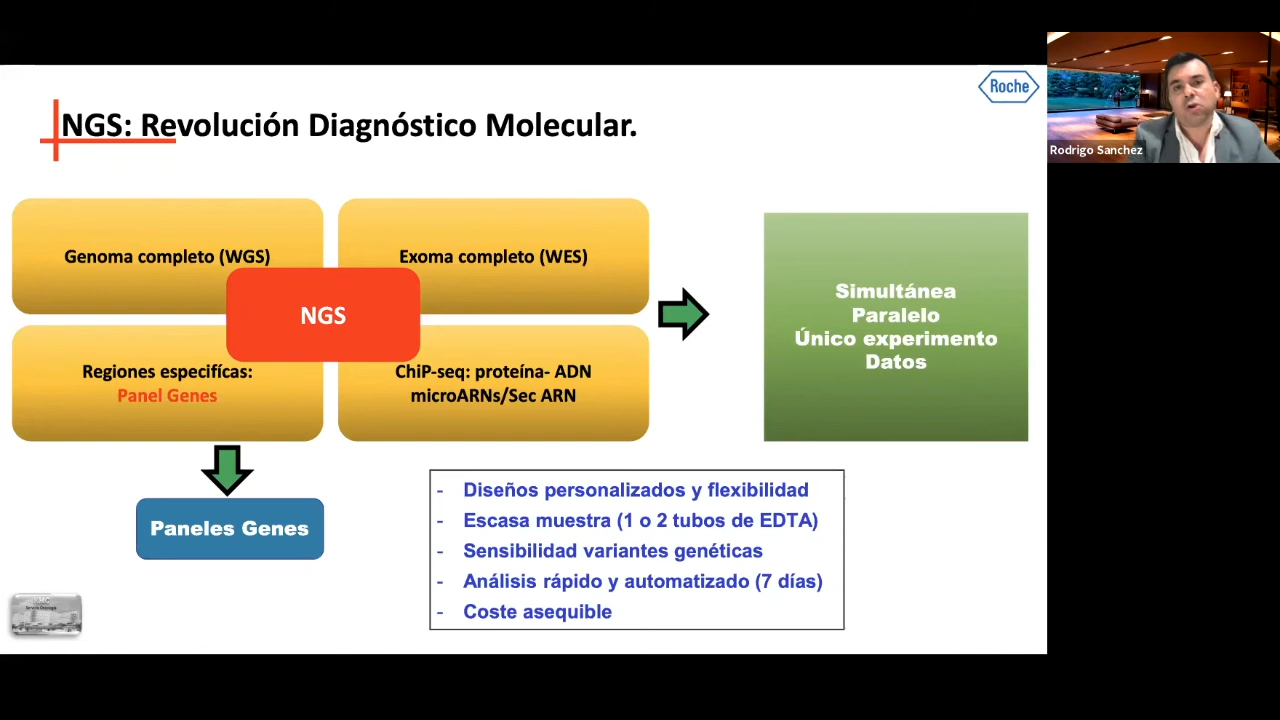 Roche
NGS: Revolución Diagnóstico Molecular.
Rodrigo Sanchez
Genoma completo (WGS)
Exoma completo (WES)
NGS
Regiones especifícas:
Panel Genes
ChiP-seq: proteína- ADN
microARNs/Sec ARN
Simultánea
Paralelo
Único experimento
Datos
Paneles Genes
- Diseños personalizados y flexibilidad
- Escasa muestra (1 o 2 tubos de EDTA)
- Sensibilidad variantes genéticas
- Análisis rápido y automatizado (7 días)
- Coste asequible